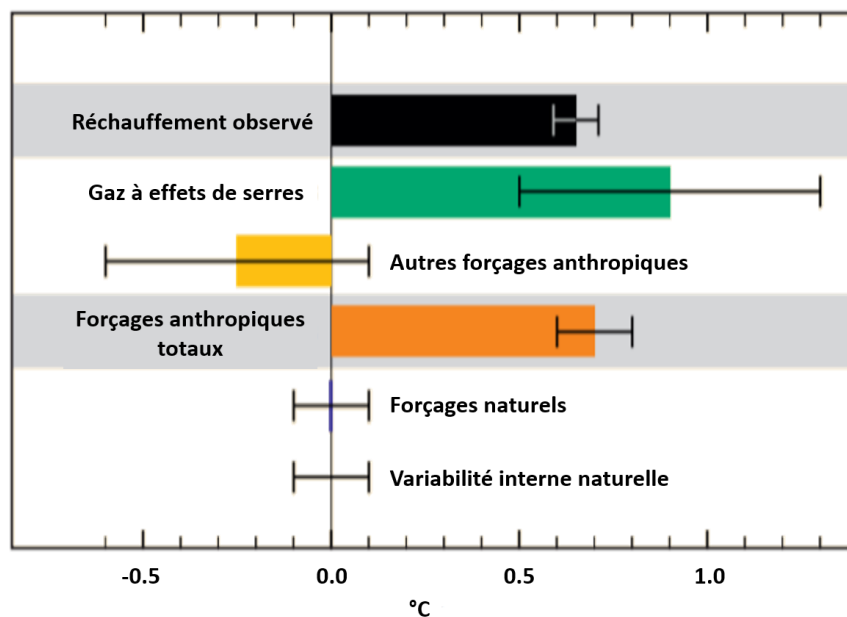 Réchauffement observé
Gaz à effets de serres
Autres forçages anthropiques
Forçages anthropiques
totaux
Forçages naturels
Variabilité interne naturelle
-0.5 0.0 0.5 1.0
°C